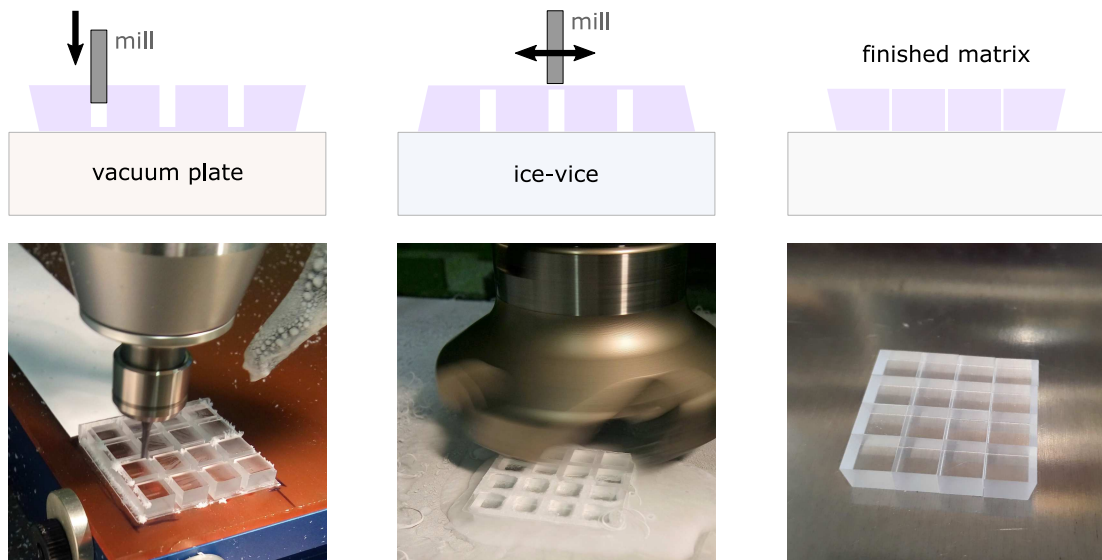 mill
vacuum plate
mill
ice-vice
finished matrix